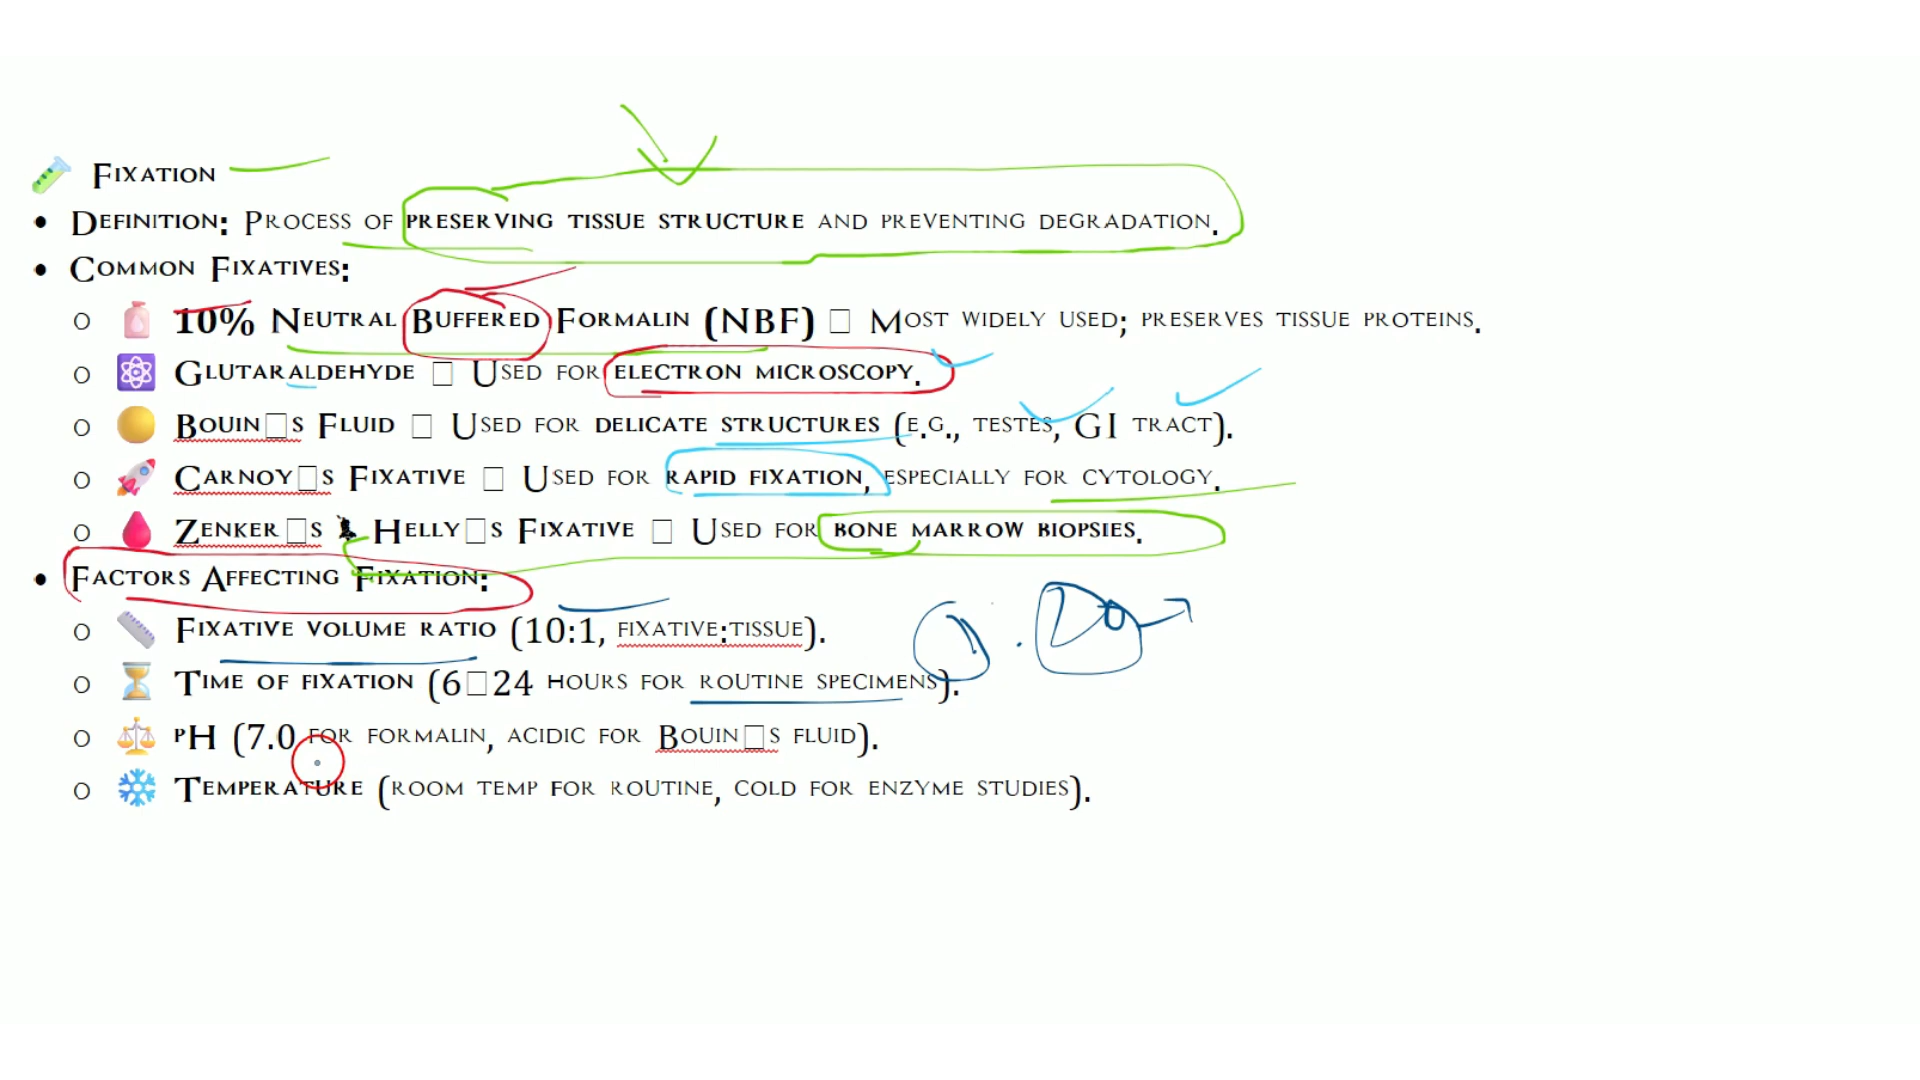 Fixation
• Definition: Process of preserving tissue structure and preventing degradation.
• Common Fixatives:
o 10% Neutral Buffered Formalin (NBF) □ Most widely used; preserves tissue proteins.
o Glutaraldehyde □ Used for electron microscopy.
o Bouin□s Fluid □ Used for delicate structures (e.g., testes, GI tract).
o Carnoy□s Fixative □ Used for rapid fixation, especially for cytology.
o Zenker□s Helly□s Fixative □ Used for bone marrow biopsies.
• Factors Affecting Fixation:
o Fixative volume ratio (10:1, fixative:tissue).
o Time of fixation (6□24 hours for routine specimens).
o pH (7.0 for formalin, acidic for Bouin□s fluid).
o Temperature (room temp for routine, cold for enzyme studies).